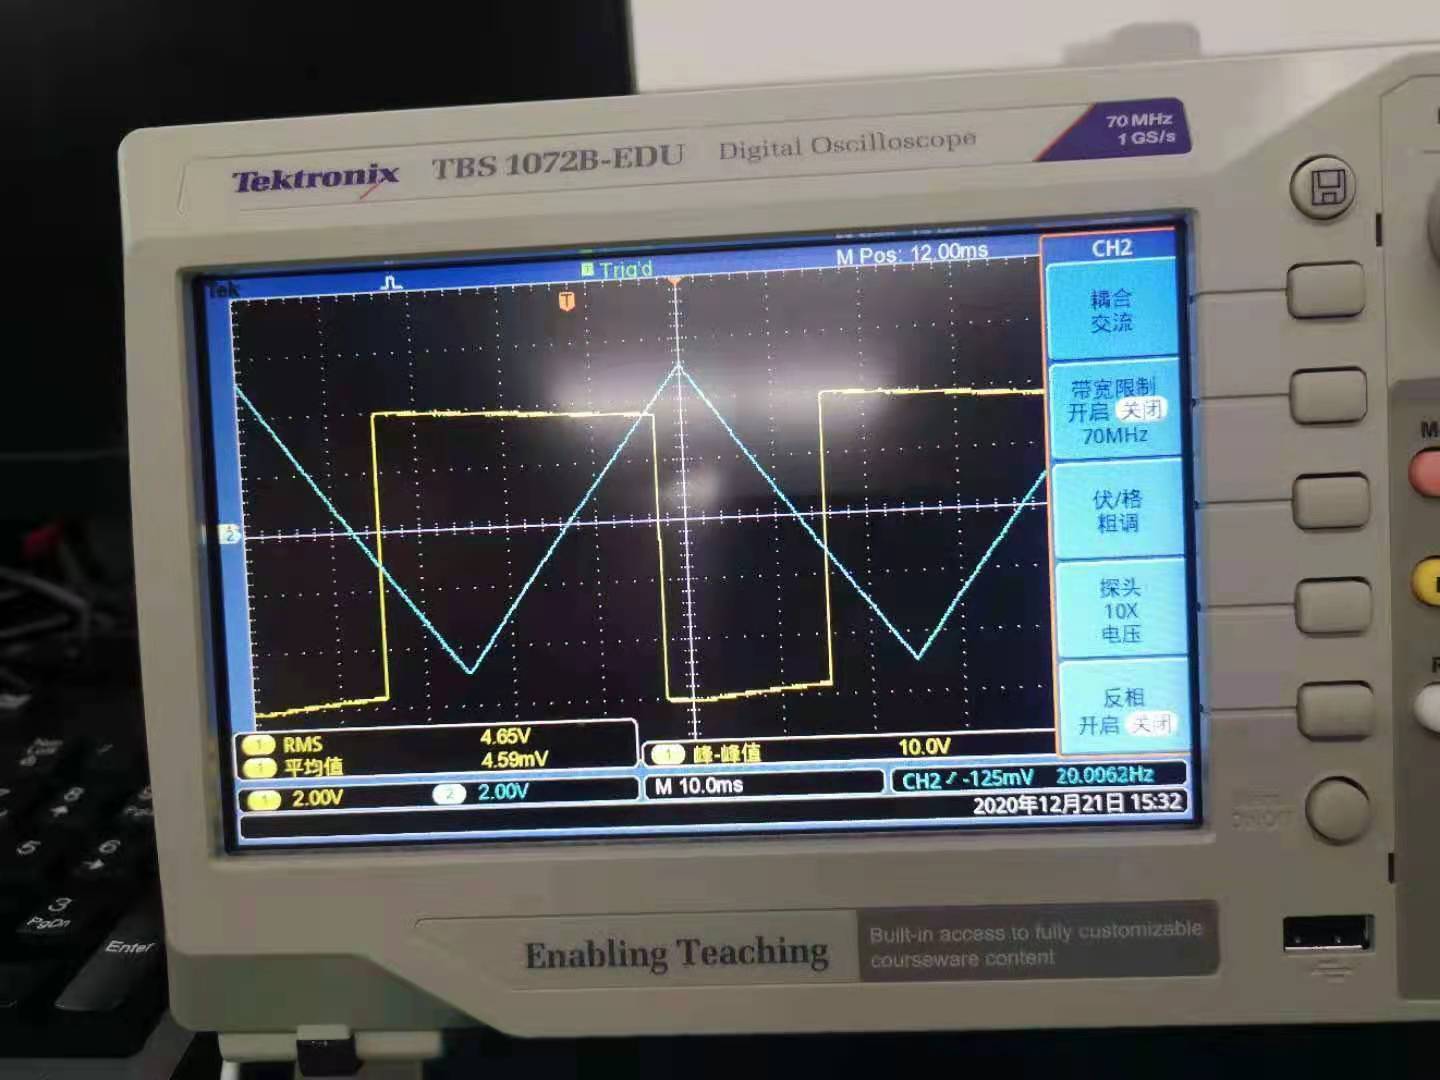 Tektronix TBS 1072B-EDU Digital Oscilloscope
70 MHz
1 GS/s
Tek
Trig'd
M Pos: 12.00ms
CH2
T
耦合
交流
带宽限制
开启 关闭
70MHz
伏/格
粗调
探头
10X
电压
反相
开启 关闭
2
1 RMS 4.65V
1 平均值 4.59mV
1 峰-峰值 10.0V
1 2.00V 2 2.00V M 10.0ms CH2 -125mV 20.0062Hz
2020年12月21日 15:32
Enabling Teaching
Built-in access to fully customizable
courseware content
8
5
6
3
PgDn
Enter
M